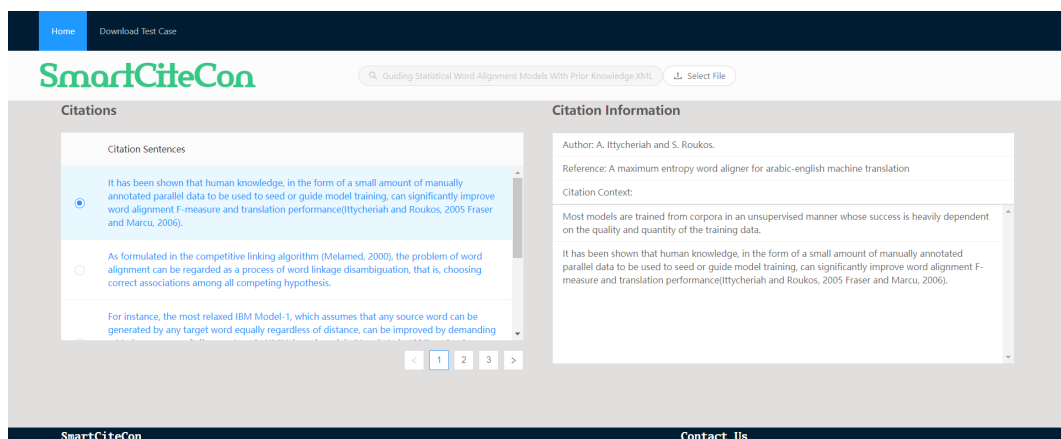 Home Download Test Case
SmartCiteCon
Guiding Statistical Word Alignment Models With Prior Knowledge.XML Select File
Citations
Citation Sentences
It has been shown that human knowledge, in the form of a small amount of manually
annotated parallel data to be used to seed or guide model training, can significantly improve
word alignment F-measure and translation performance(Ittycheriah and Roukos, 2005 Fraser
and Marcu, 2006).
As formulated in the competitive linking algorithm (Melamed, 2000), the problem of word
alignment can be regarded as a process of word linkage disambiguation, that is, choosing
correct associations among all competing hypothesis.
For instance, the most relaxed IBM Model-1, which assumes that any source word can be
generated by any target word equally regardless of distance, can be improved by demanding
< 1 2 3 >
Citation Information
Author: A. Ittycheriah and S. Roukos.
Reference: A maximum entropy word aligner for arabic-english machine translation
Citation Context:
Most models are trained from corpora in an unsupervised manner whose success is heavily dependent
on the quality and quantity of the training data.
It has been shown that human knowledge, in the form of a small amount of manually annotated
parallel data to be used to seed or guide model training, can significantly improve word alignment F-
measure and translation performance(Ittycheriah and Roukos, 2005 Fraser and Marcu, 2006).
SmartCiteCon Contact Us